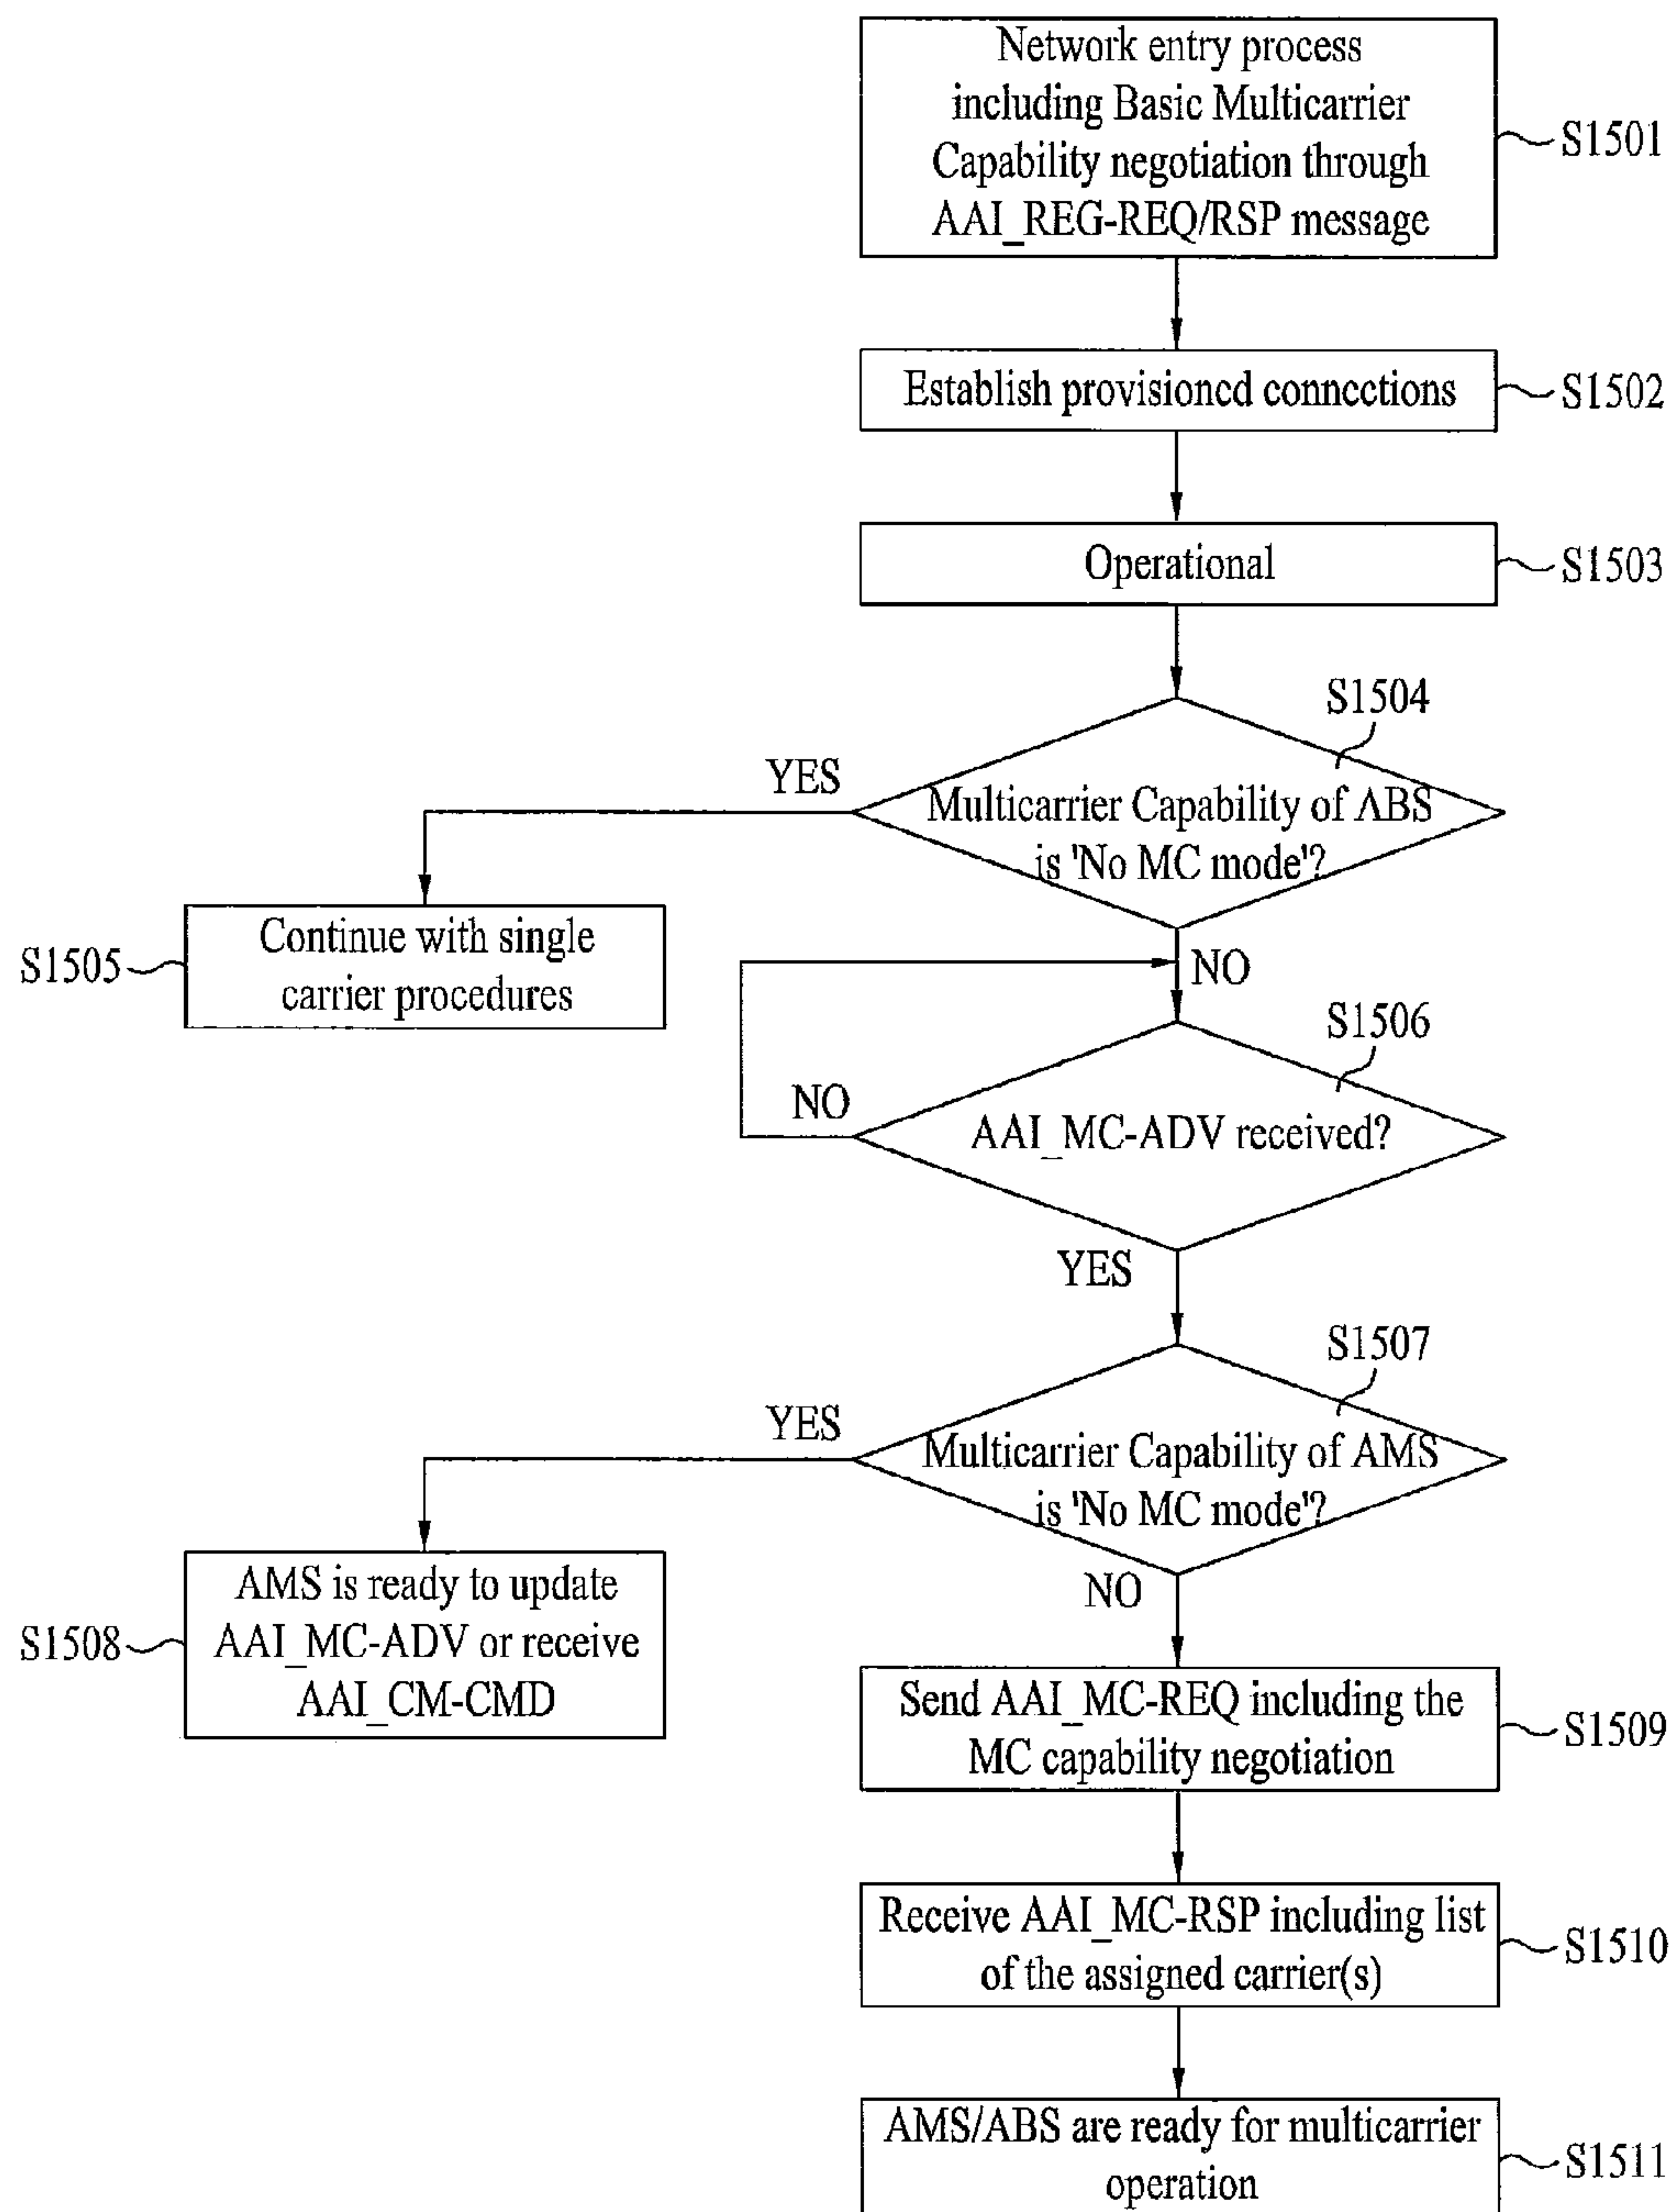 Network entry process
including Basic Multicarrier
Capability negotiation through
AAI_REG-REQ/RSP message
S1501
Establish provisioned connections
S1502
Operational
S1503
S1504
YES
Multicarrier Capability of ABS
is 'No MC mode'?
S1505
Continue with single
carrier procedures
NO
S1506
NO
AAI_MC-ADV received?
YES
S1507
YES
Multicarrier Capability of AMS
is 'No MC mode'?
S1508
AMS is ready to update
AAI_MC-ADV or receive
AAI_CM-CMD
NO
Send AAI_MC-REQ including the
MC capability negotiation
S1509
Receive AAI_MC-RSP including list
of the assigned carrier(s)
S1510
AMS/ABS are ready for multicarrier
operation
S1511